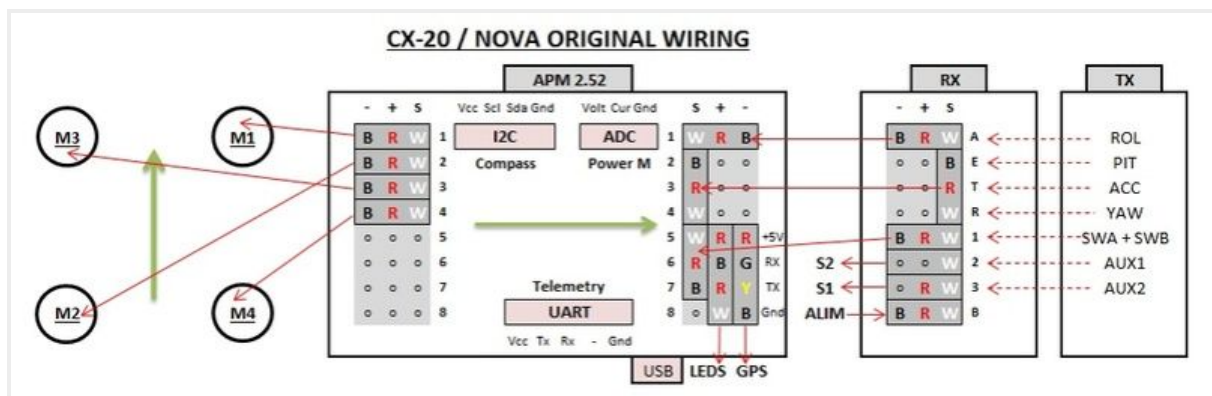 CX-20 / NOVA ORIGINAL WIRING
APM 2.52 RX TX
- + S Vcc Scl Sda Gnd Volt Cur Gnd S + - - + S
M3 M1 B R W 1 I2C ADC 1 W R B B R W A ROL
B R W 2 Compass Power M 2 B o o o o B E PIT
B R W 3 3 R o o o o R T ACC
B R W 4 4 W o o o o W R YAW
o o o 5 5 W R R +5V B R W 1 SWA + SWB
o o o 6 6 R B G RX S2 o o W 2 AUX1
M2 M4 o o o 7 Telemetry 7 B R Y TX S1 o R W 3 AUX2
o o o 8 UART 8 o W B Gnd ALIM B R W B
Vcc Tx Rx - Gnd
USB LEDS GPS